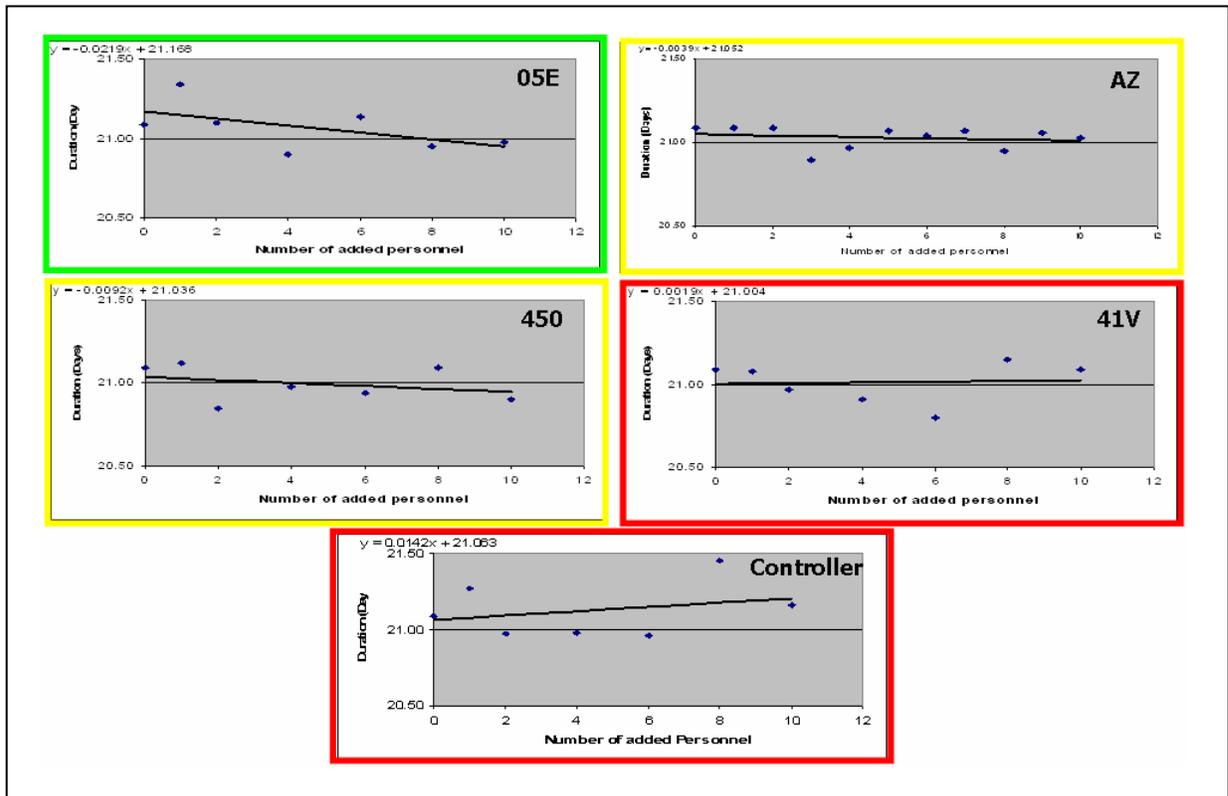 y = -0.0219x + 21.168
05E
21.50
21.00
20.50
Duration (Day
0 2 4 6 8 10 12
Number of added personnel
y = -0.0039x + 21.052
AZ
21.50
21.00
20.50
Duration (Days)
0 2 4 6 8 10 12
Number of added personnel
y = -0.0092x + 21.036
450
21.50
21.00
20.50
Duration (Days)
0 2 4 6 8 10 12
Number of added personnel
y = 0.0019x + 21.004
41V
21.50
21.00
20.50
Duration (Days)
0 2 4 6 8 10 12
Number of added personnel
y = 0.0142x + 21.063
Controller
21.50
21.00
20.50
Duration (Day
0 2 4 6 8 10 12
Number of added Personnel